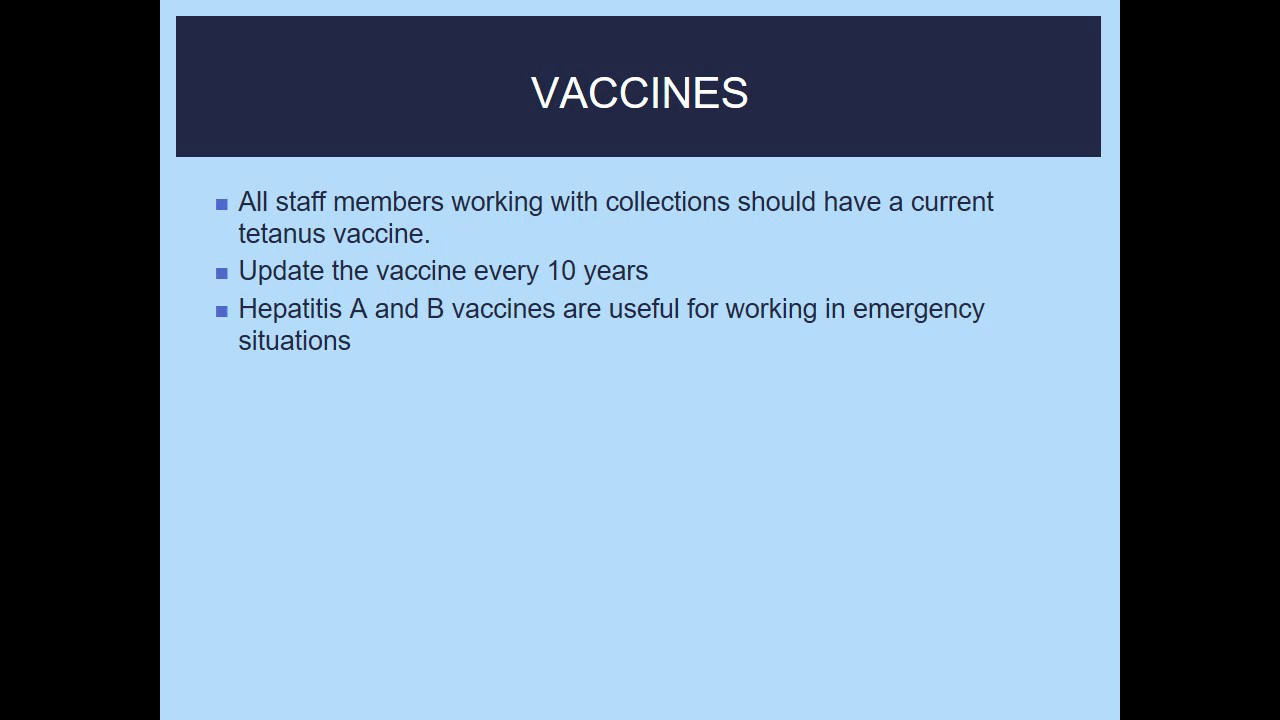 VACCINES
All staff members working with collections should have a current
tetanus vaccine.
Update the vaccine every 10 years
Hepatitis A and B vaccines are useful for working in emergency
situations